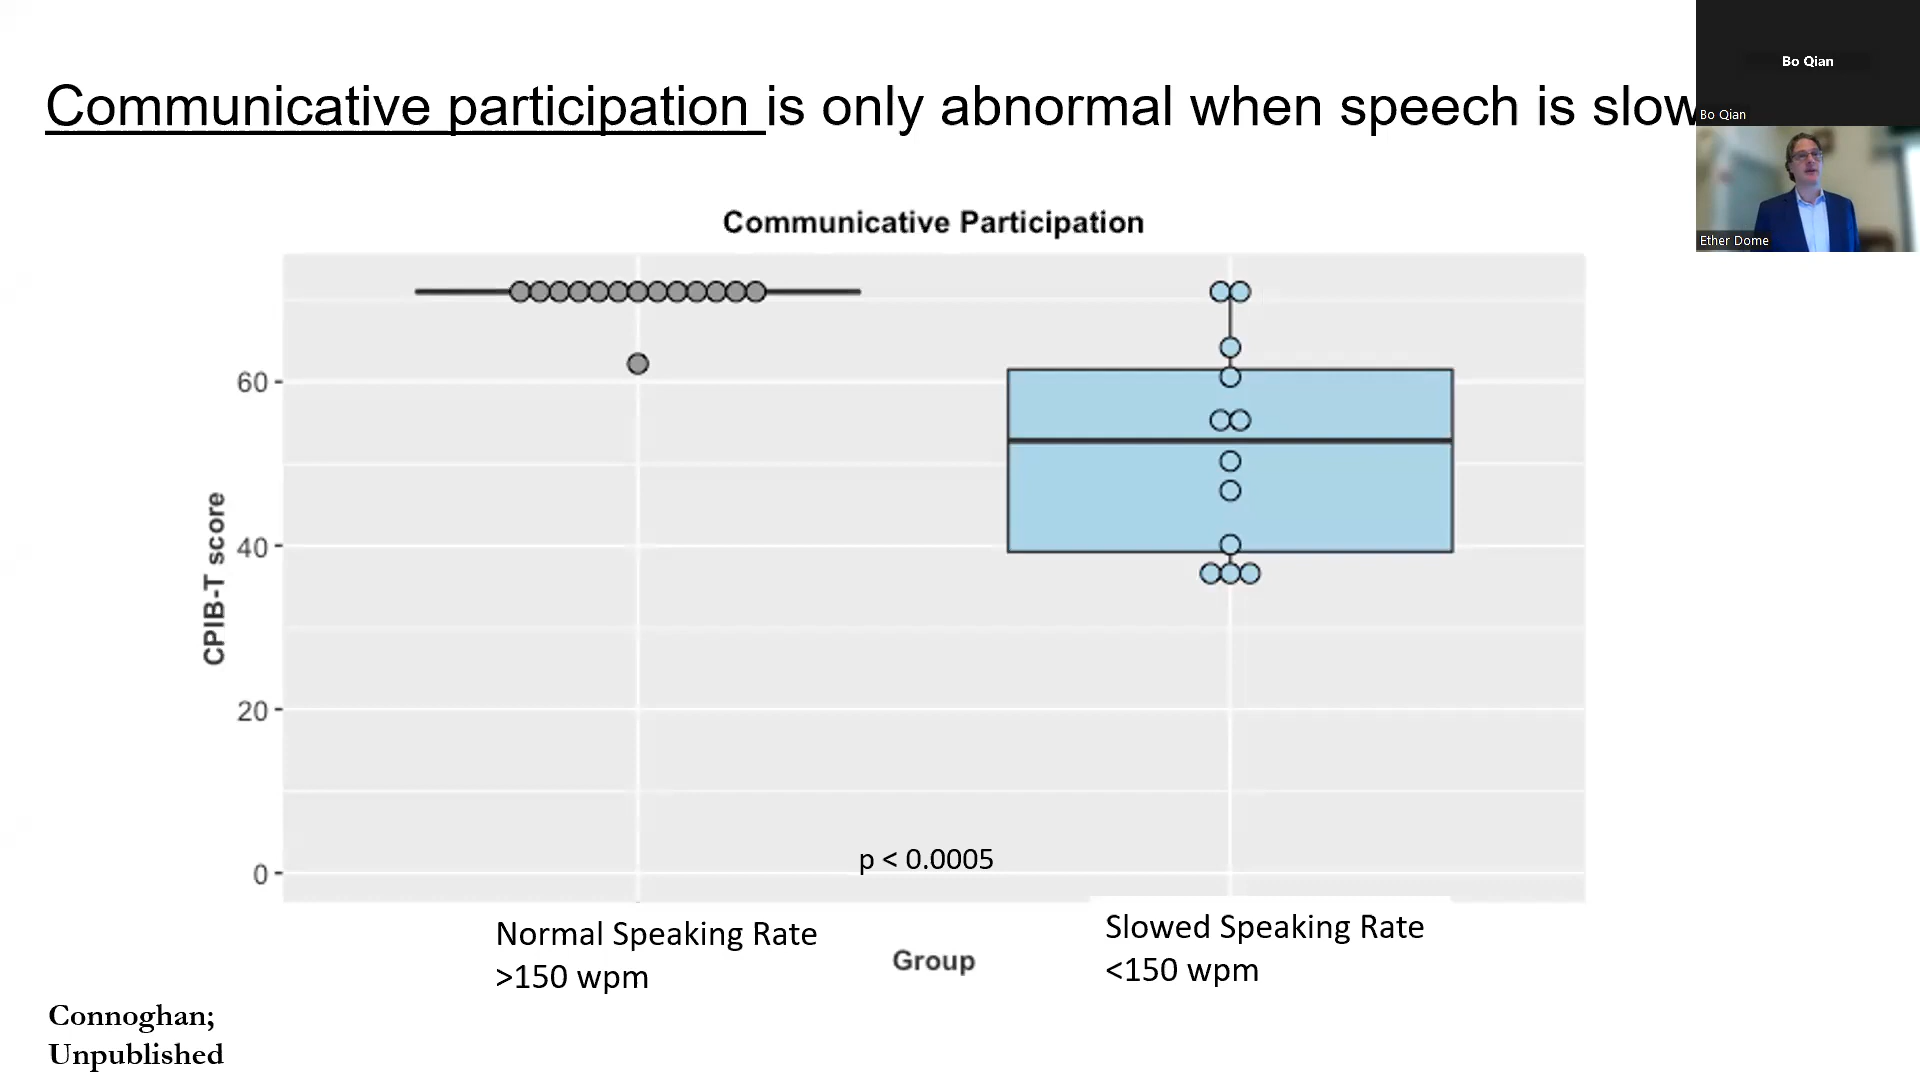 Communicative participation is only abnormal when speech is slow
Bo Qian
Bo Qian
Ether Dome
Communicative Participation
CPIB-T score
60
40
20
0
p < 0.0005
Normal Speaking Rate
>150 wpm
Group
Slowed Speaking Rate
<150 wpm
Connoghan;
Unpublished